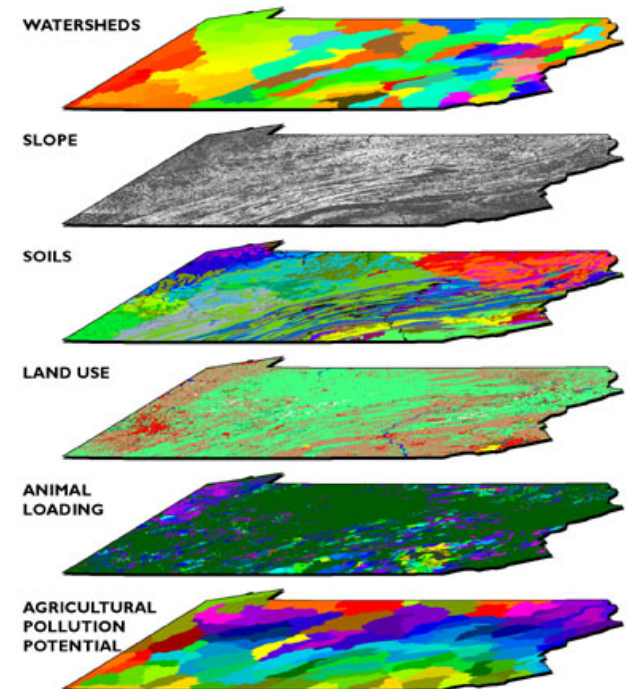 WATERSHEDS
SLOPE
SOILS
LAND USE
ANIMAL
LOADING
AGRICULTURAL
POLLUTION
POTENTIAL